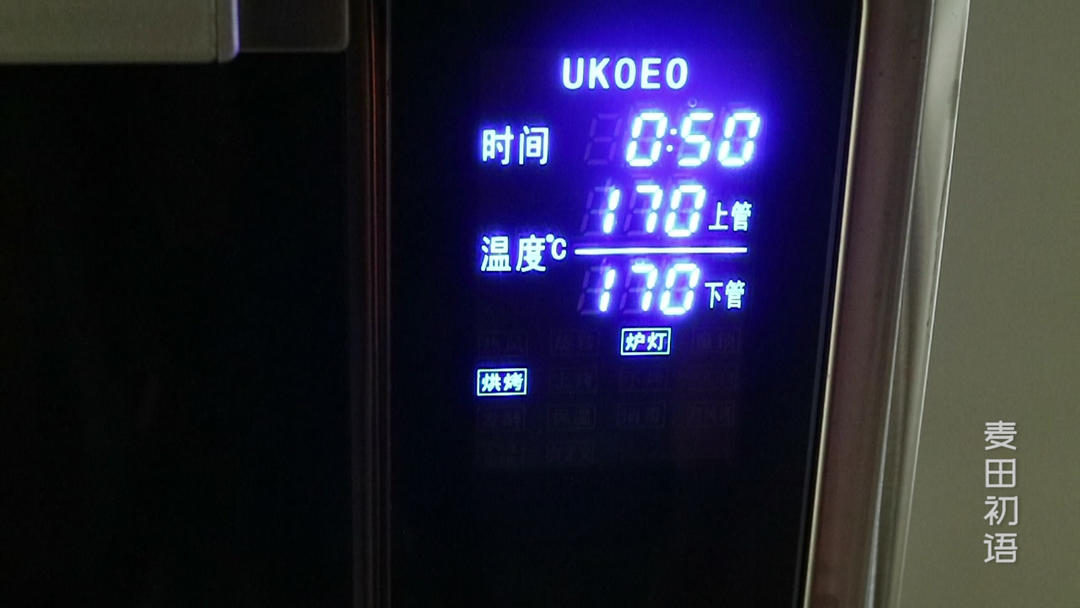 UKOEO
时间 0:50
170 上管
温度℃
170 下管
炉灯
烘烤
麦田初语